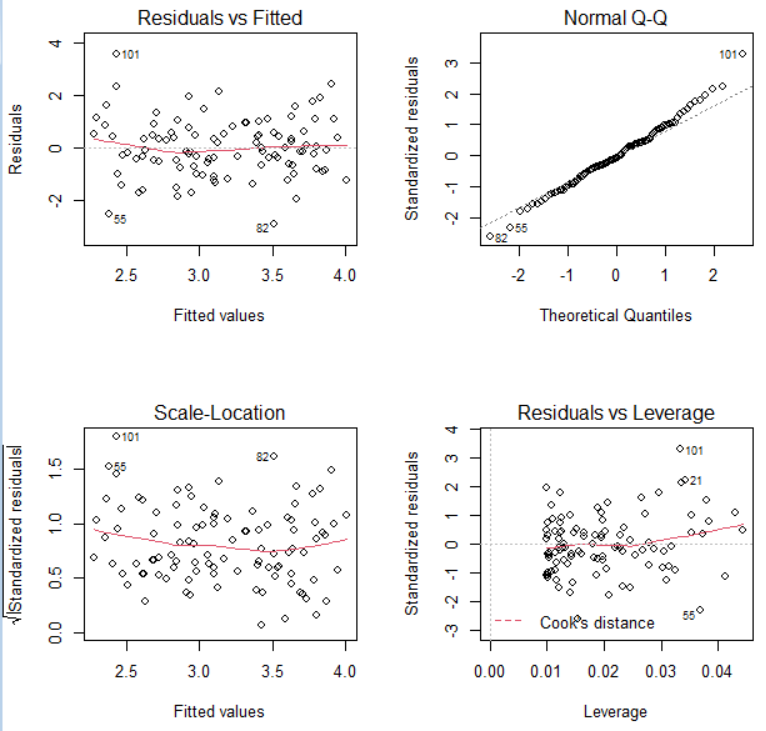 Residuals vs Fitted
Residuals
4
2
0
-2
101
55
82
2.5 3.0 3.5 4.0
Fitted values
Normal Q-Q
Standardized residuals
3
2
1
0
-1
-2
101
55
82
-2 -1 0 1 2
Theoretical Quantiles
Scale-Location
√|Standardized residuals|
1.5
1.0
0.5
0.0
101
55
82
2.5 3.0 3.5 4.0
Fitted values
Residuals vs Leverage
Standardized residuals
4
3
2
1
0
-1
-2
-3
101
21
55
Cook's distance
0.00 0.01 0.02 0.03 0.04
Leverage